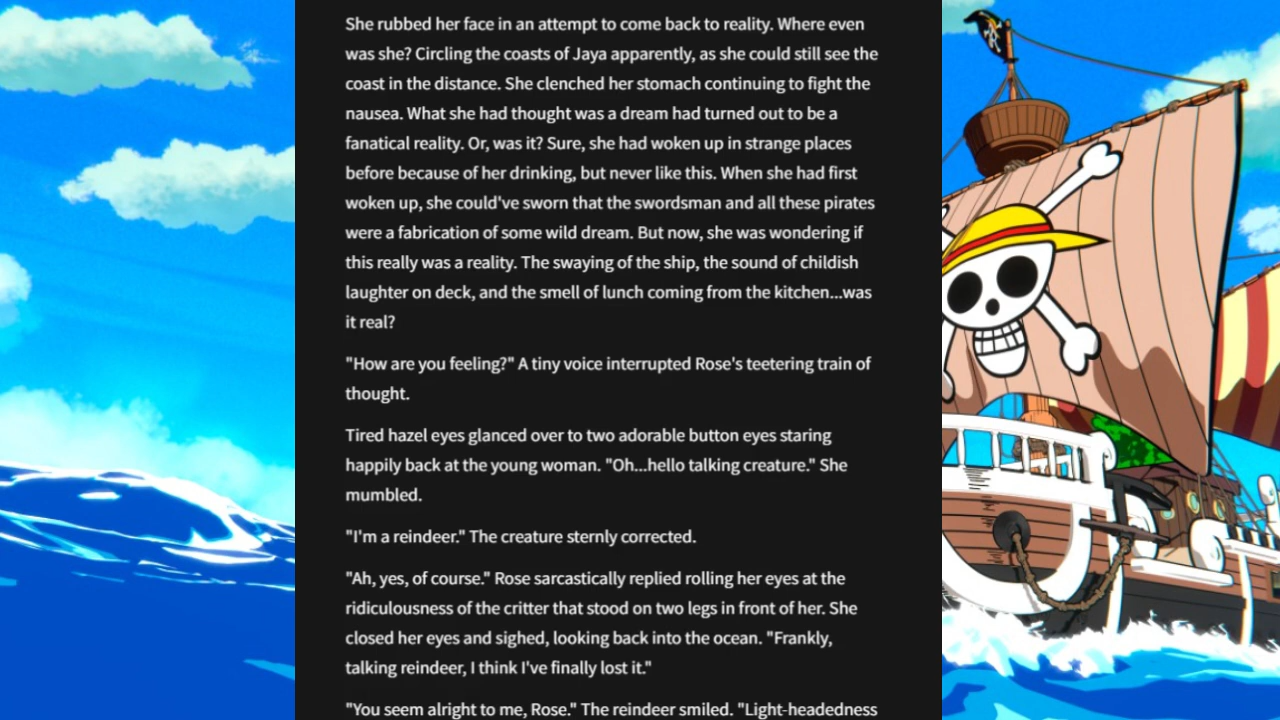 She rubbed her face in an attempt to come back to reality. Where even
was she? Circling the coasts of Jaya apparently, as she could still see the
coast in the distance. She clenched her stomach continuing to fight the
nausea. What she had thought was a dream had turned out to be a
fanatical reality. Or, was it? Sure, she had woken up in strange places
before because of her drinking, but never like this. When she had first
woken up, she could've sworn that the swordsman and all these pirates
were a fabrication of some wild dream. But now, she was wondering if
this really was a reality. The swaying of the ship, the sound of childish
laughter on deck, and the smell of lunch coming from the kitchen...was
it real?
"How are you feeling?" A tiny voice interrupted Rose's teetering train of
thought.
Tired hazel eyes glanced over to two adorable button eyes staring
happily back at the young woman. "Oh...hello talking creature." She
mumbled.
"I'm a reindeer." The creature sternly corrected.
"Ah, yes, of course." Rose sarcastically replied rolling her eyes at the
ridiculousness of the critter that stood on two legs in front of her. She
closed her eyes and sighed, looking back into the ocean. "Frankly,
talking reindeer, I think I've finally lost it."
"You seem alright to me, Rose." The reindeer smiled. "Light-headedness